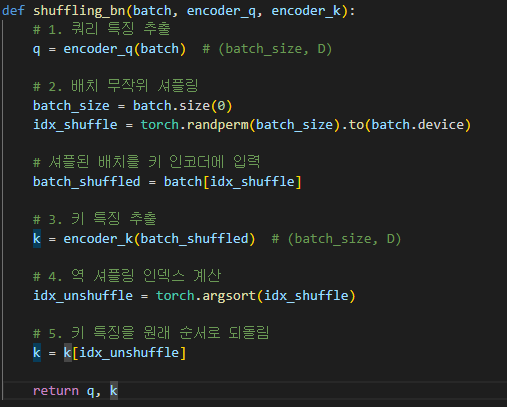 def shuffling_bn(batch, encoder_q, encoder_k):
    # 1. 쿼리 특징 추출
    q = encoder_q(batch)  # (batch_size, D)

    # 2. 배치 무작위 셔플링
    batch_size = batch.size(0)
    idx_shuffle = torch.randperm(batch_size).to(batch.device)

    # 셔플된 배치를 키 인코더에 입력
    batch_shuffled = batch[idx_shuffle]

    # 3. 키 특징 추출
    k = encoder_k(batch_shuffled)  # (batch_size, D)

    # 4. 역 셔플링 인덱스 계산
    idx_unshuffle = torch.argsort(idx_shuffle)

    # 5. 키 특징을 원래 순서로 되돌림
    k = k[idx_unshuffle]

    return q, k